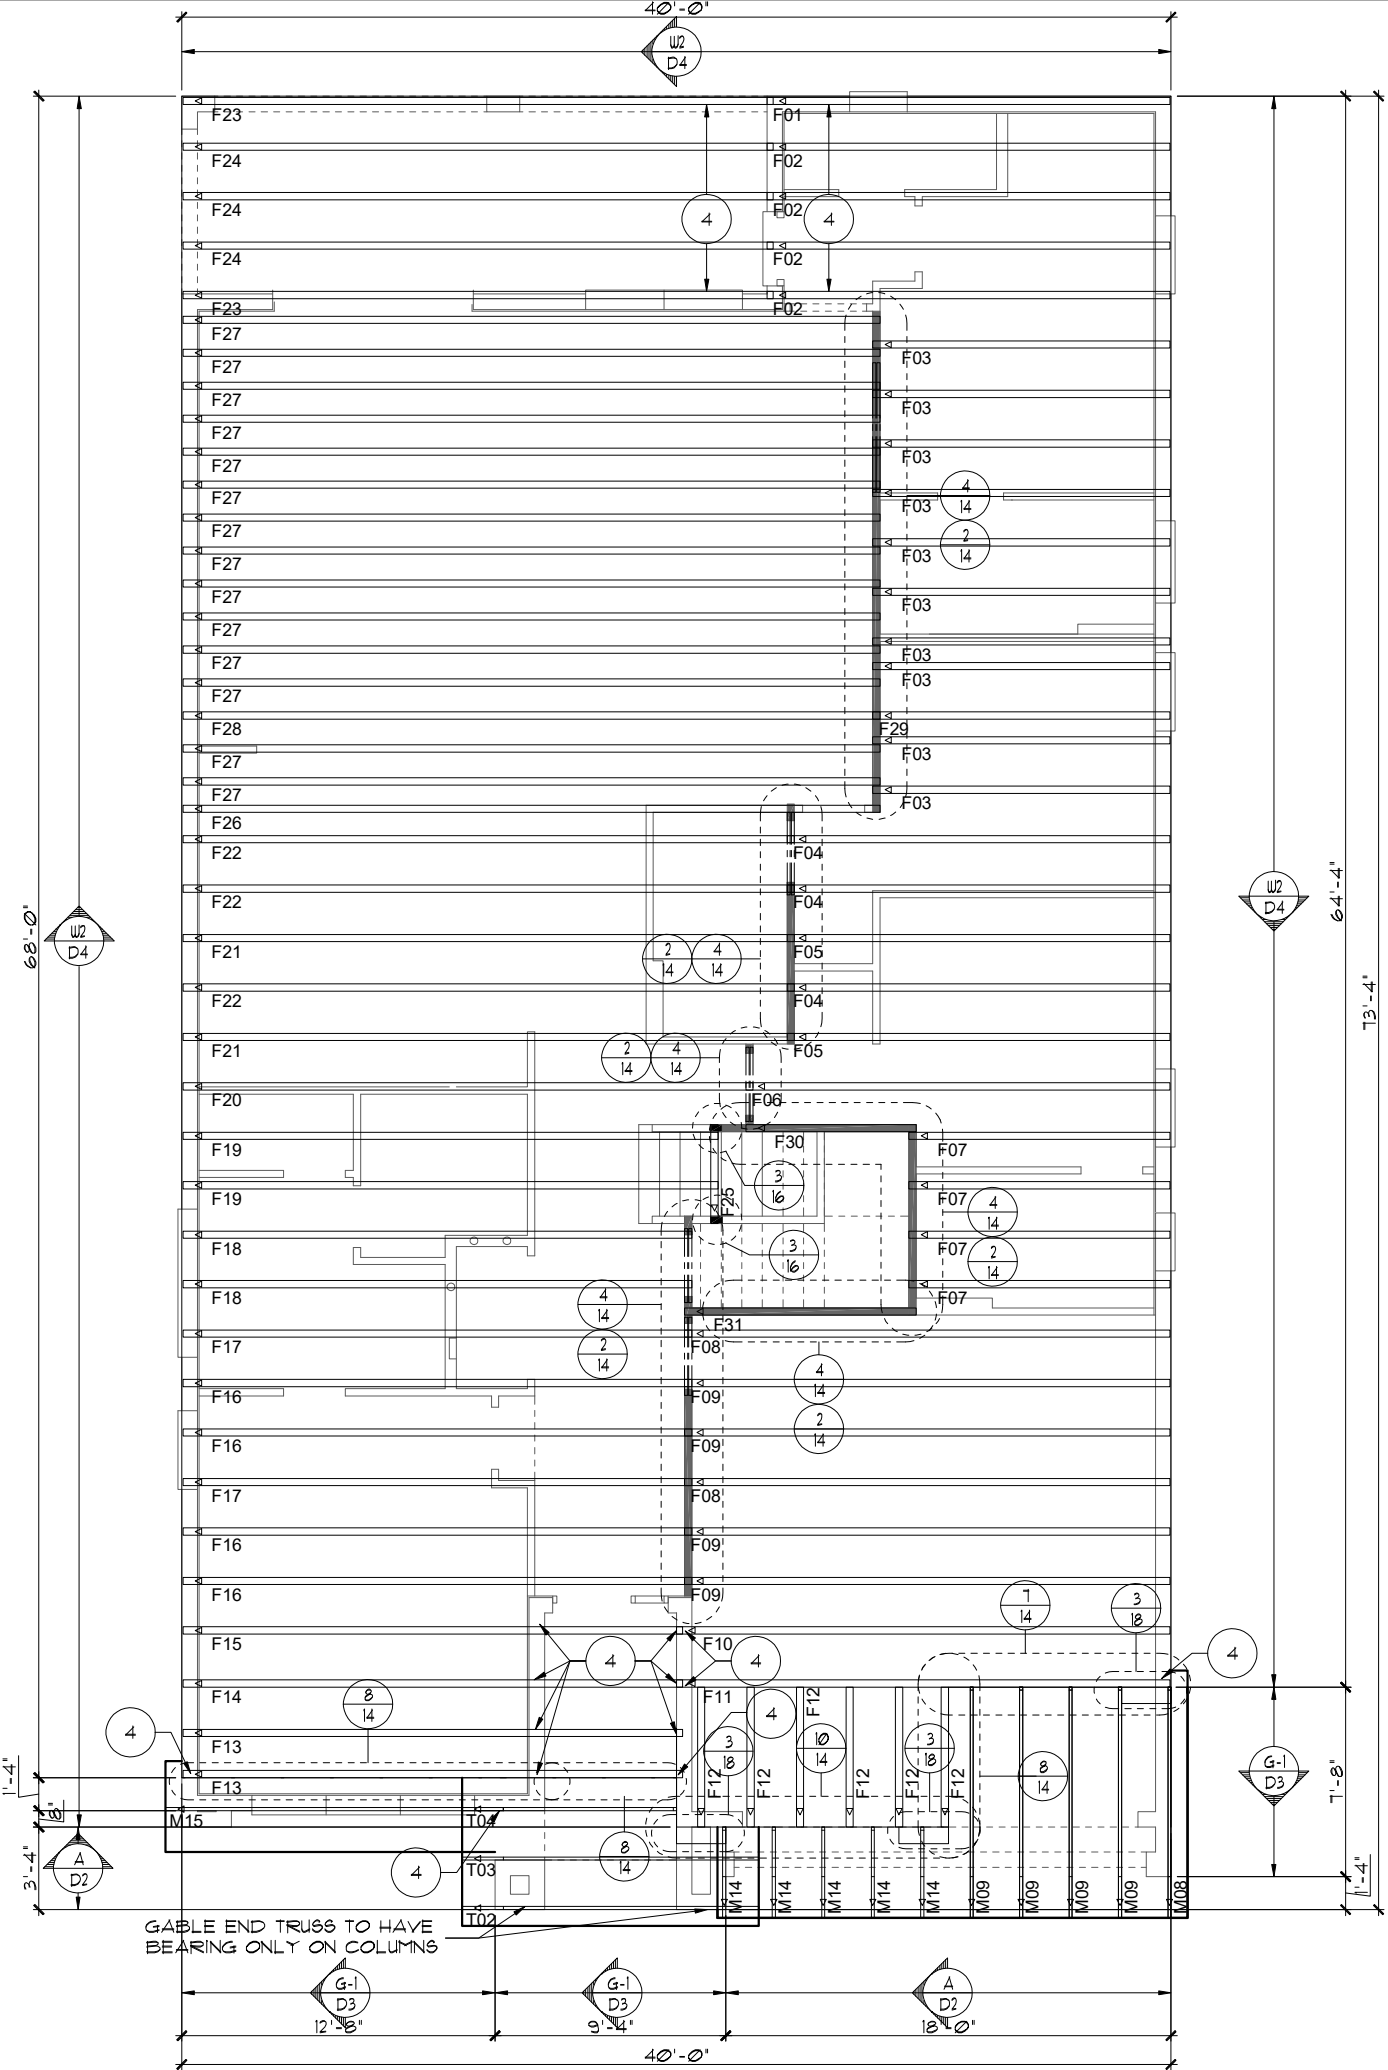 40'-0"
W2
D4
F23
F01
F24
F02
F24
F02
4
4
F24
F02
F23
F02
F27
F03
F27
F27
F03
F27
F03
F27
F27
F03
4
14
F27
F03
2
14
F27
F27
F03
F27
F03
F27
F03
F27
F28
F29
F27
F03
F27
F03
F26
F22
F04
F22
F04
68'-0"
W2
D4
W2
D4
64'-4"
73'-4"
F21
F05
2
14
4
14
F22
F04
F21
F05
2
14
4
14
F20
F06
F19
F30
F07
3
16
F19
F25
F07
4
14
F18
F07
3
16
2
14
F18
F07
4
14
F31
F17
F08
2
14
4
14
F16
F09
2
14
F16
F09
F17
F08
F16
F09
F16
F09
7
14
3
18
F15
F10
4
4
4
F14
F11
F12
8
14
4
4
F13
3
18
10
14
3
18
G-1
D3
7'-8"
1'-4"
F13
F12
F12
F12
F12
F12
8
14
8"
M15
T04
8
14
3'-4"
A
D2
4
T03
1'-4"
M14
M14
M14
M14
M14
M09
M09
M09
M09
M08
T02
GABLE END TRUSS TO HAVE
BEARING ONLY ON COLUMNS
G-1
D3
G-1
D3
A
D2
12'-8"
9'-4"
18'-0"
40'-0"